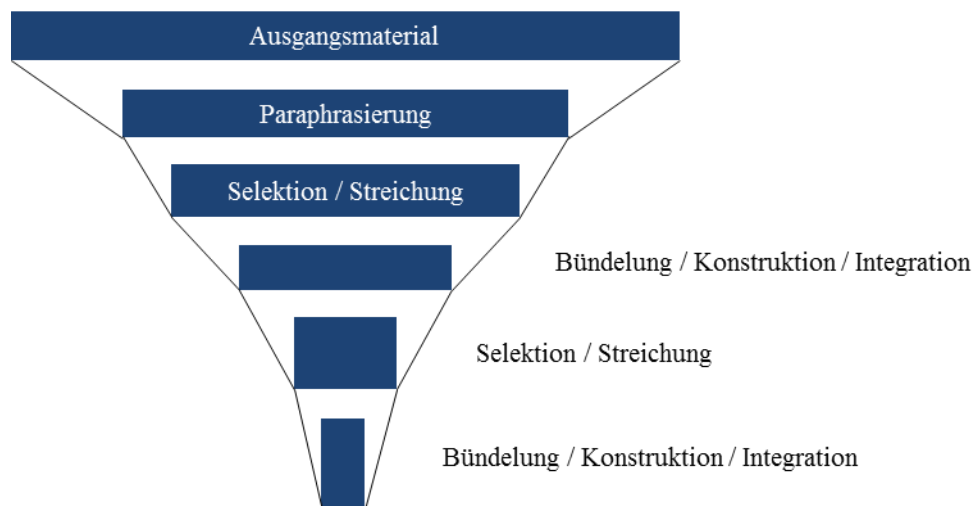 Ausgangsmaterial
Paraphrasierung
Selektion / Streichung
Bündelung / Konstruktion / Integration
Selektion / Streichung
Bündelung / Konstruktion / Integration